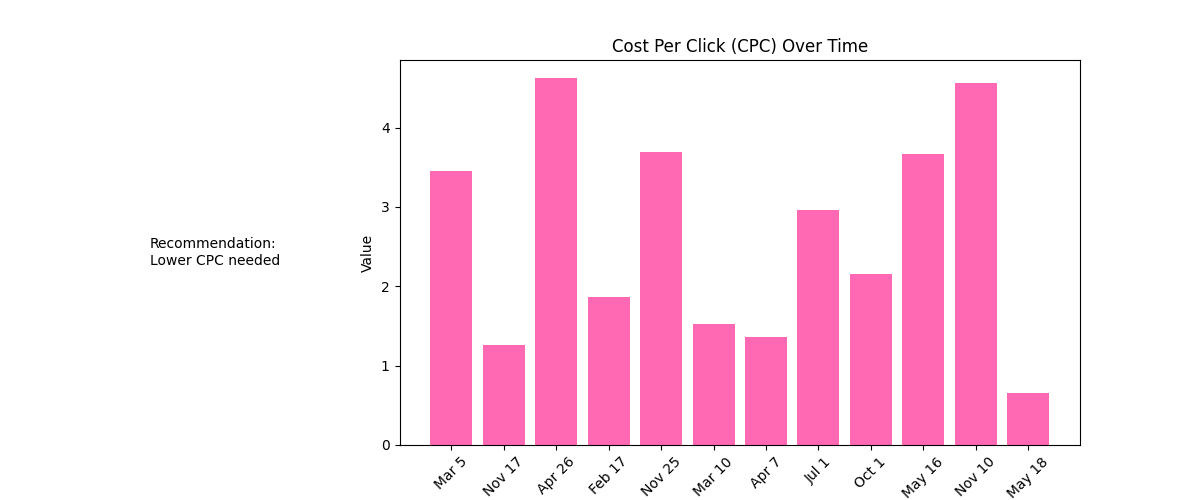 Cost Per Click (CPC) Over Time
Recommendation:
Lower CPC needed
Value
4
3
2
1
0
Mar 5
Nov 17
Apr 26
Feb 17
Nov 25
Mar 10
Apr 7
Jul 1
Oct 1
May 16
Nov 10
May 18